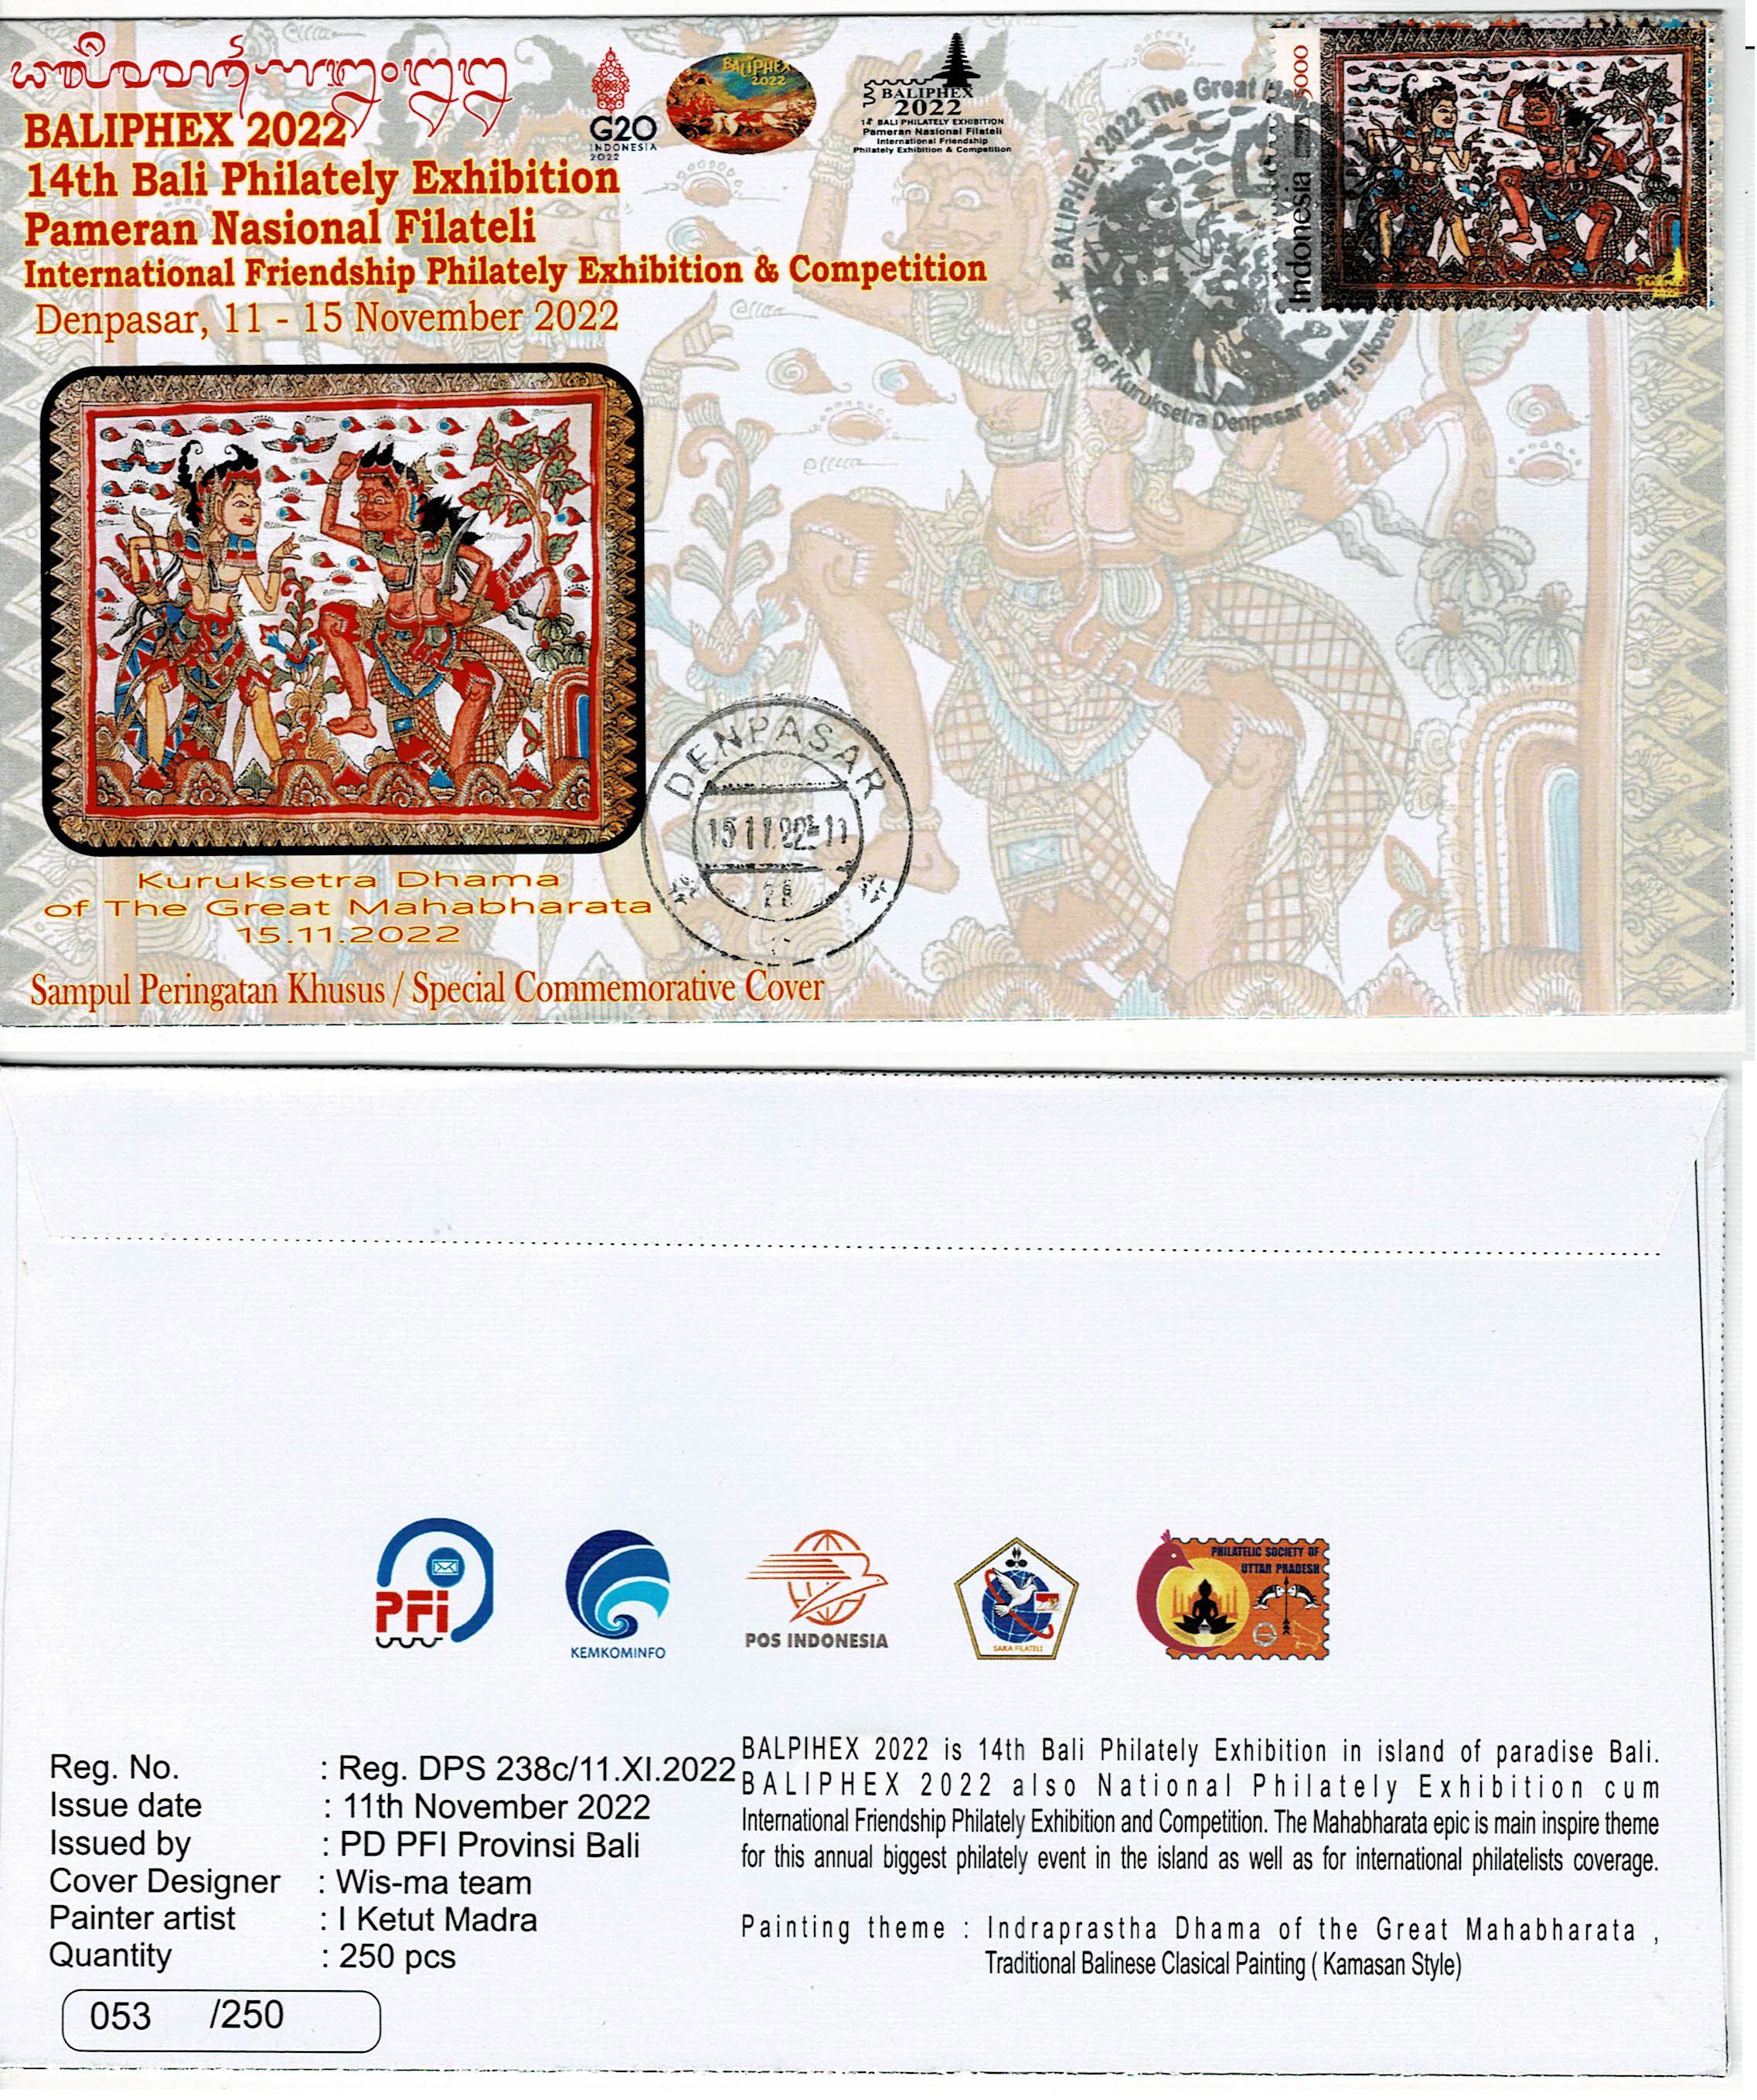 BALIPHEX 2022
14th Bali Philately Exhibition
Pameran Nasional Filateli
International Friendship Philately Exhibition & Competition
Denpasar, 11 - 15 November 2022
G20
INDONESIA
2022
BALIPHEX
2022
BALIPHEX
2022
14th BALI PHILATELY EXHIBITION
Pameran Nasional Filateli
International Friendship
Philately Exhibition & Competition
BALIPHEX 2022 The Great
Day of Kuruksetra Denpasar Bali, 15 Nove
5000
Indonesia
DENPASAR
15 11.22-11
Kuruksetra Dhama
of The Great Mahabharata
15.11.2022
Sampul Peringatan Khusus / Special Commemorative Cover
PFi
KEMKOMINFO
POS INDONESIA
SAKA FILATELI
PHILATELIC SOCIETY OF
UTTAR PRADESH
Reg. No. : Reg. DPS 238c/11.XI.2022
Issue date : 11th November 2022
Issued by : PD PFI Provinsi Bali
Cover Designer : Wis-ma team
Painter artist : I Ketut Madra
Quantity : 250 pcs
053 /250
BALPIHEX 2022 is 14th Bali Philately Exhibition in island of paradise Bali.
BALIPHEX 2022 also National Philately Exhibition cum
International Friendship Philately Exhibition and Competition. The Mahabharata epic is main inspire theme
for this annual biggest philately event in the island as well as for international philatelists coverage.
Painting theme : Indraprastha Dhama of the Great Mahabharata ,
Traditional Balinese Clasical Painting ( Kamasan Style)